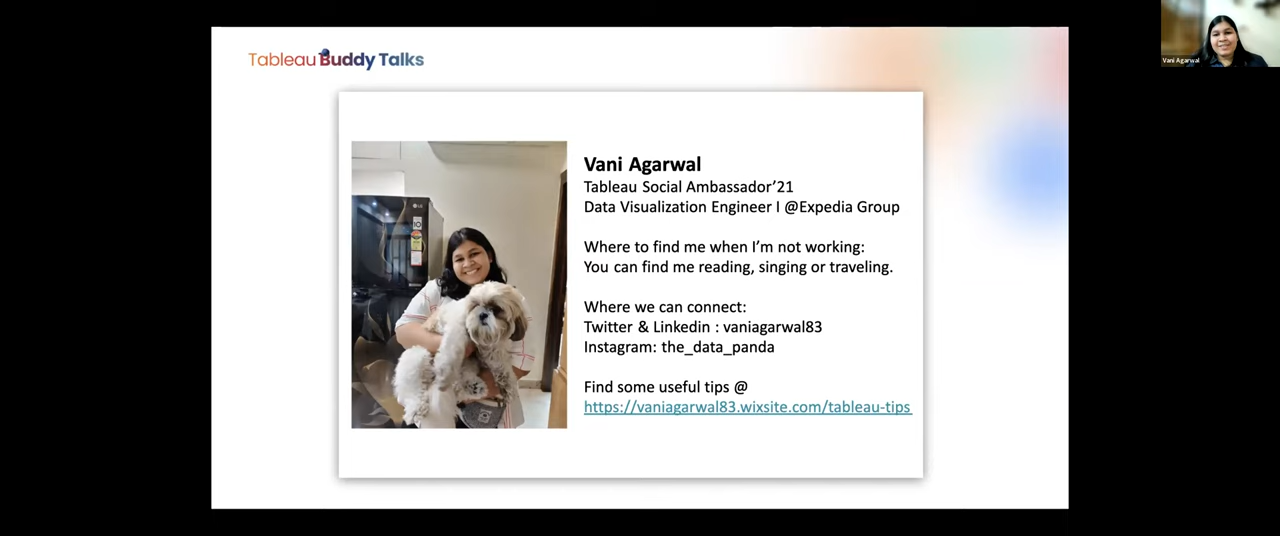 Tableau Buddy Talks
Vani Agarwal
Vani Agarwal
Tableau Social Ambassador’21
Data Visualization Engineer I @Expedia Group
Where to find me when I’m not working:
You can find me reading, singing or traveling.
Where we can connect:
Twitter & Linkedin : vaniagarwal83
Instagram: the_data_panda
Find some useful tips @
https://vaniagarwal83.wixsite.com/tableau-tips
LG